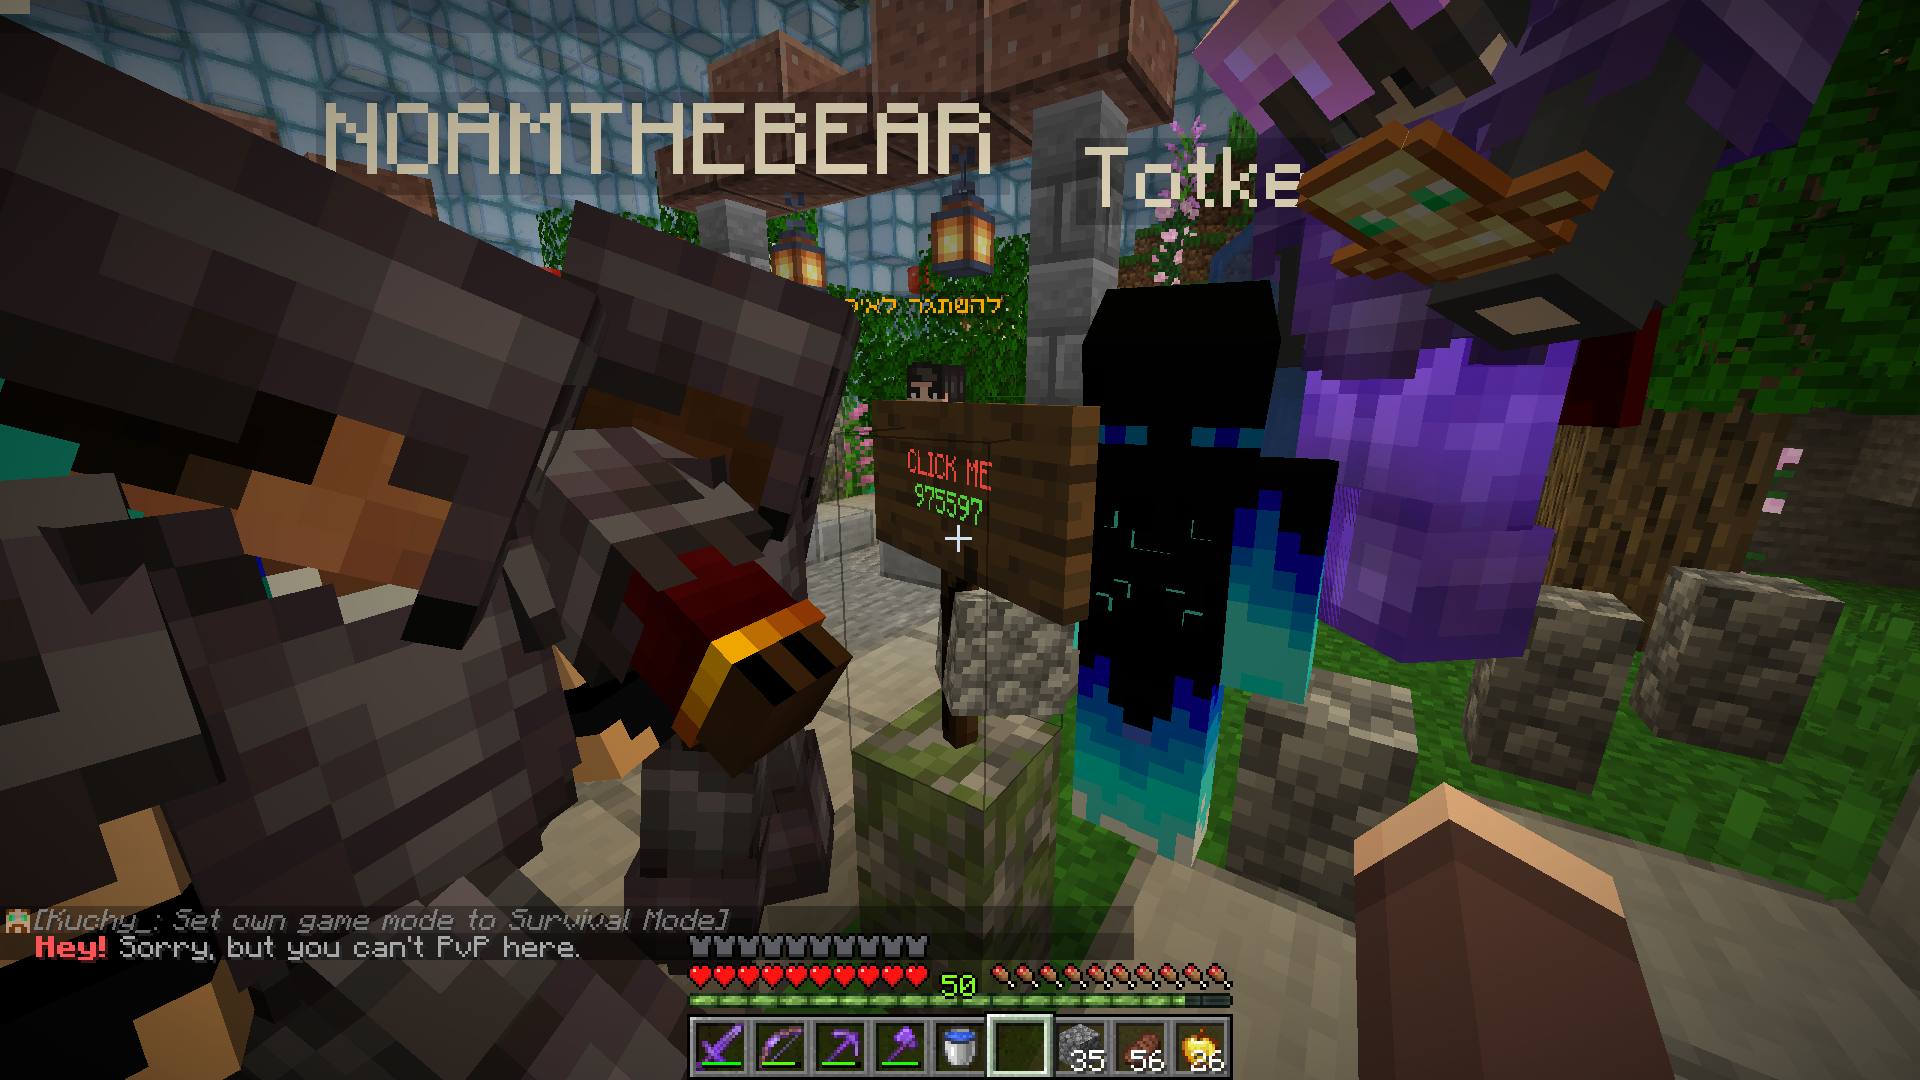 NOAMTHEBEAR
Totke
להשתגר לאי
CLICK ME
975597
[Kuchy_: Set own game mode to Survival Mode]
Hey! Sorry, but you can't PvP here.
50
35 56 26